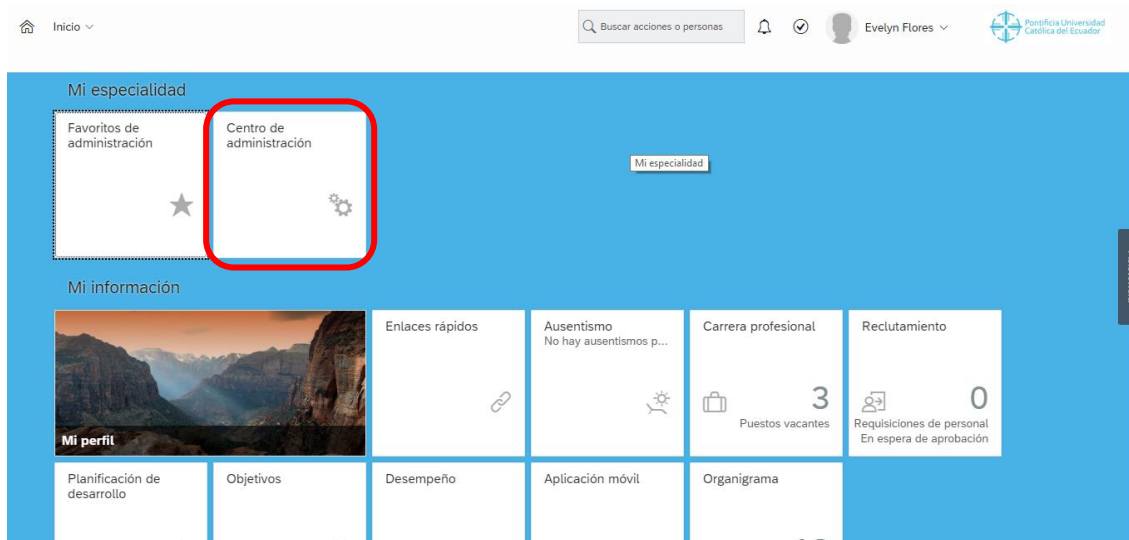 Inicio
Buscar acciones o personas
Evelyn Flores
Pontificia Universidad
Católica del Ecuador
Mi especialidad
Favoritos de
administración
Centro de
administración
Mi especialidad
Mi información
Mi perfil
Enlaces rápidos
Ausentismo
No hay ausentismos p...
Carrera profesional
3
Puestos vacantes
Reclutamiento
0
Requisiciones de personal
En espera de aprobación
Planificación de
desarrollo
Objetivos
Desempeño
Aplicación móvil
Organigrama